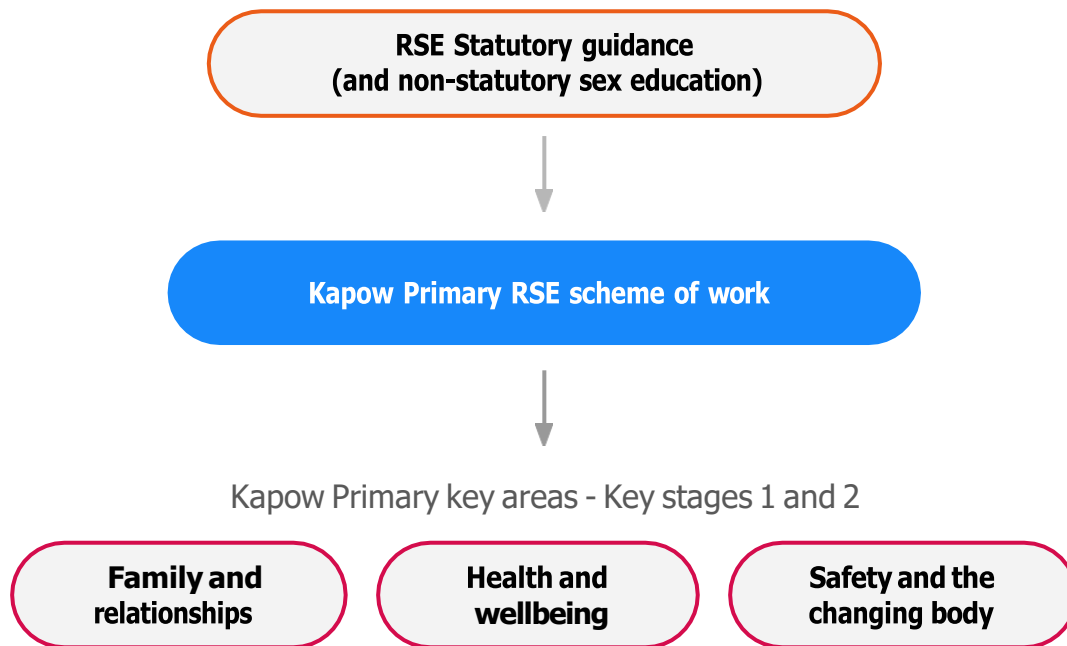 RSE Statutory guidance
(and non-statutory sex education)
Kapow Primary RSE scheme of work
Kapow Primary key areas - Key stages 1 and 2
Family and
relationships
Health and
wellbeing
Safety and the
changing body